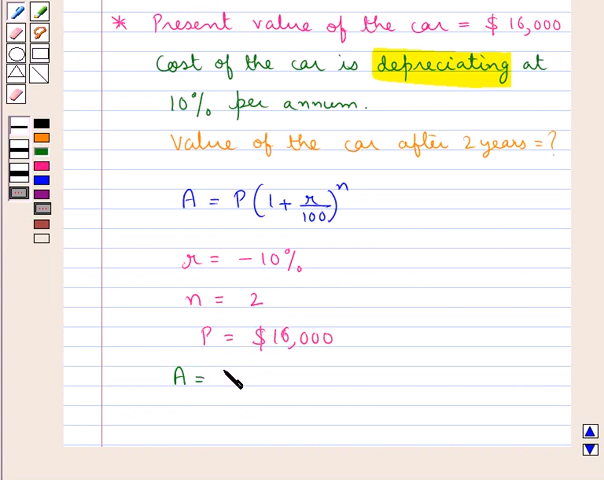 * Present value of the car = $ 16,000
Cost of the car is depreciating at
10% per annum.
Value of the car after 2 years = ?
A = P(1 + r/100)^n
r = -10%
n = 2
P = $16,000
A =